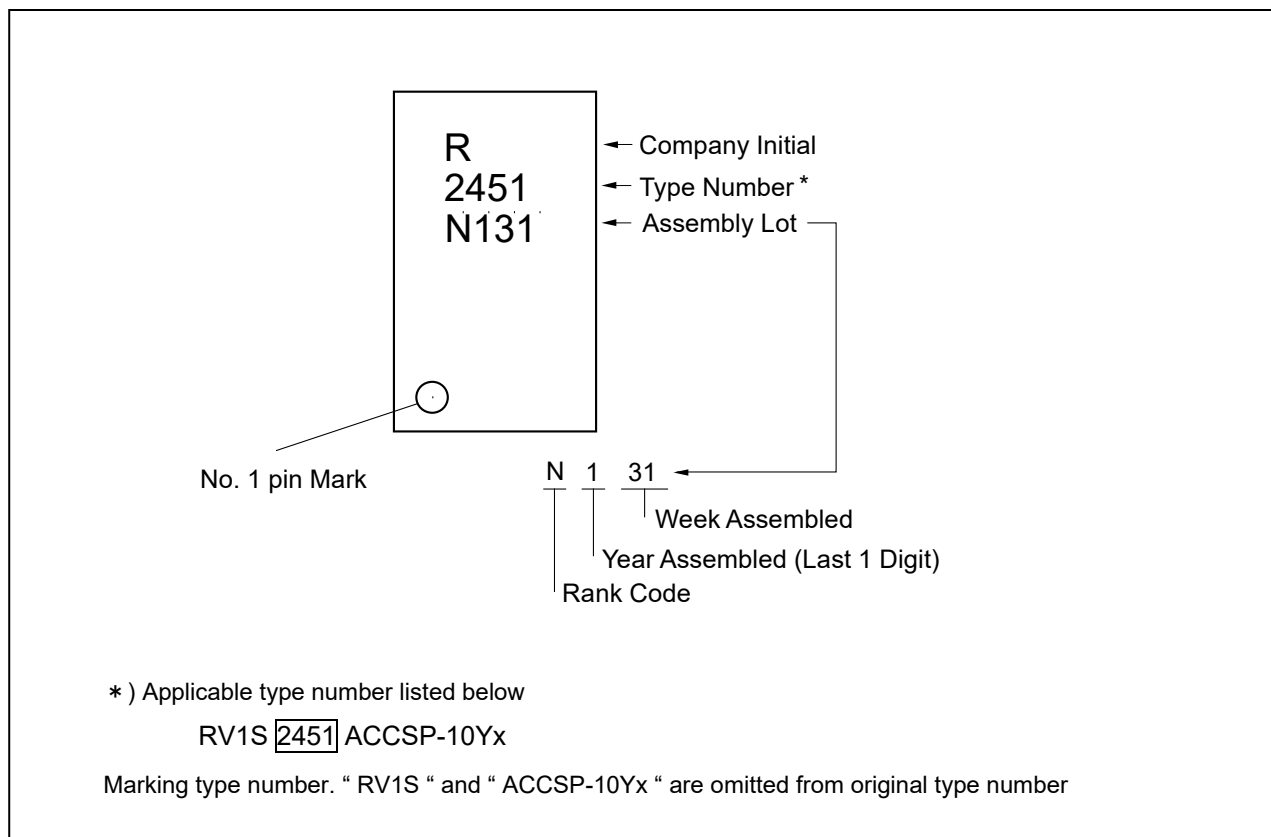 R
2451
N131
Company Initial
Type Number *
Assembly Lot
No. 1 pin Mark
N 1 31
Week Assembled
Year Assembled (Last 1 Digit)
Rank Code
*) Applicable type number listed below
RV1S 2451 ACCSP-10Yx
Marking type number. “ RV1S “ and “ ACCSP-10Yx “ are omitted from original type number